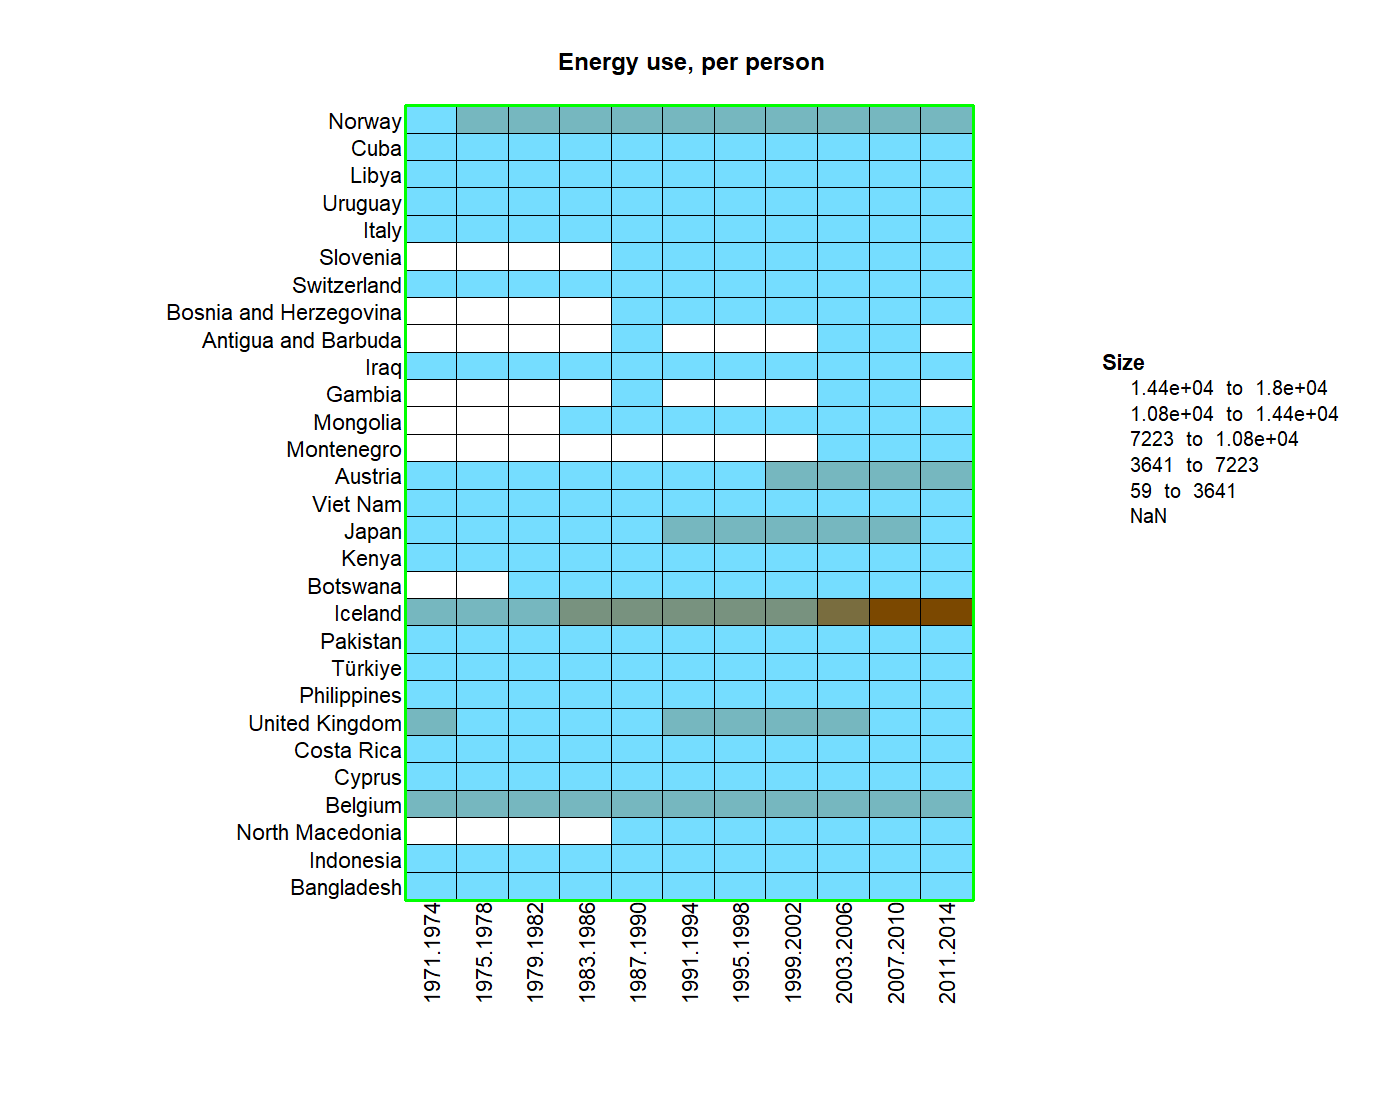 Energy use, per person
Norway
Cuba
Libya
Uruguay
Italy
Slovenia
Switzerland
Bosnia and Herzegovina
Antigua and Barbuda
Iraq
Gambia
Mongolia
Montenegro
Austria
Viet Nam
Japan
Kenya
Botswana
Iceland
Pakistan
Türkiye
Philippines
United Kingdom
Costa Rica
Cyprus
Belgium
North Macedonia
Indonesia
Bangladesh
1971.1974
1975.1978
1979.1982
1983.1986
1987.1990
1991.1994
1995.1998
1999.2002
2003.2006
2007.2010
2011.2014
Size
1.44e+04 to 1.8e+04
1.08e+04 to 1.44e+04
7223 to 1.08e+04
3641 to 7223
59 to 3641
NaN